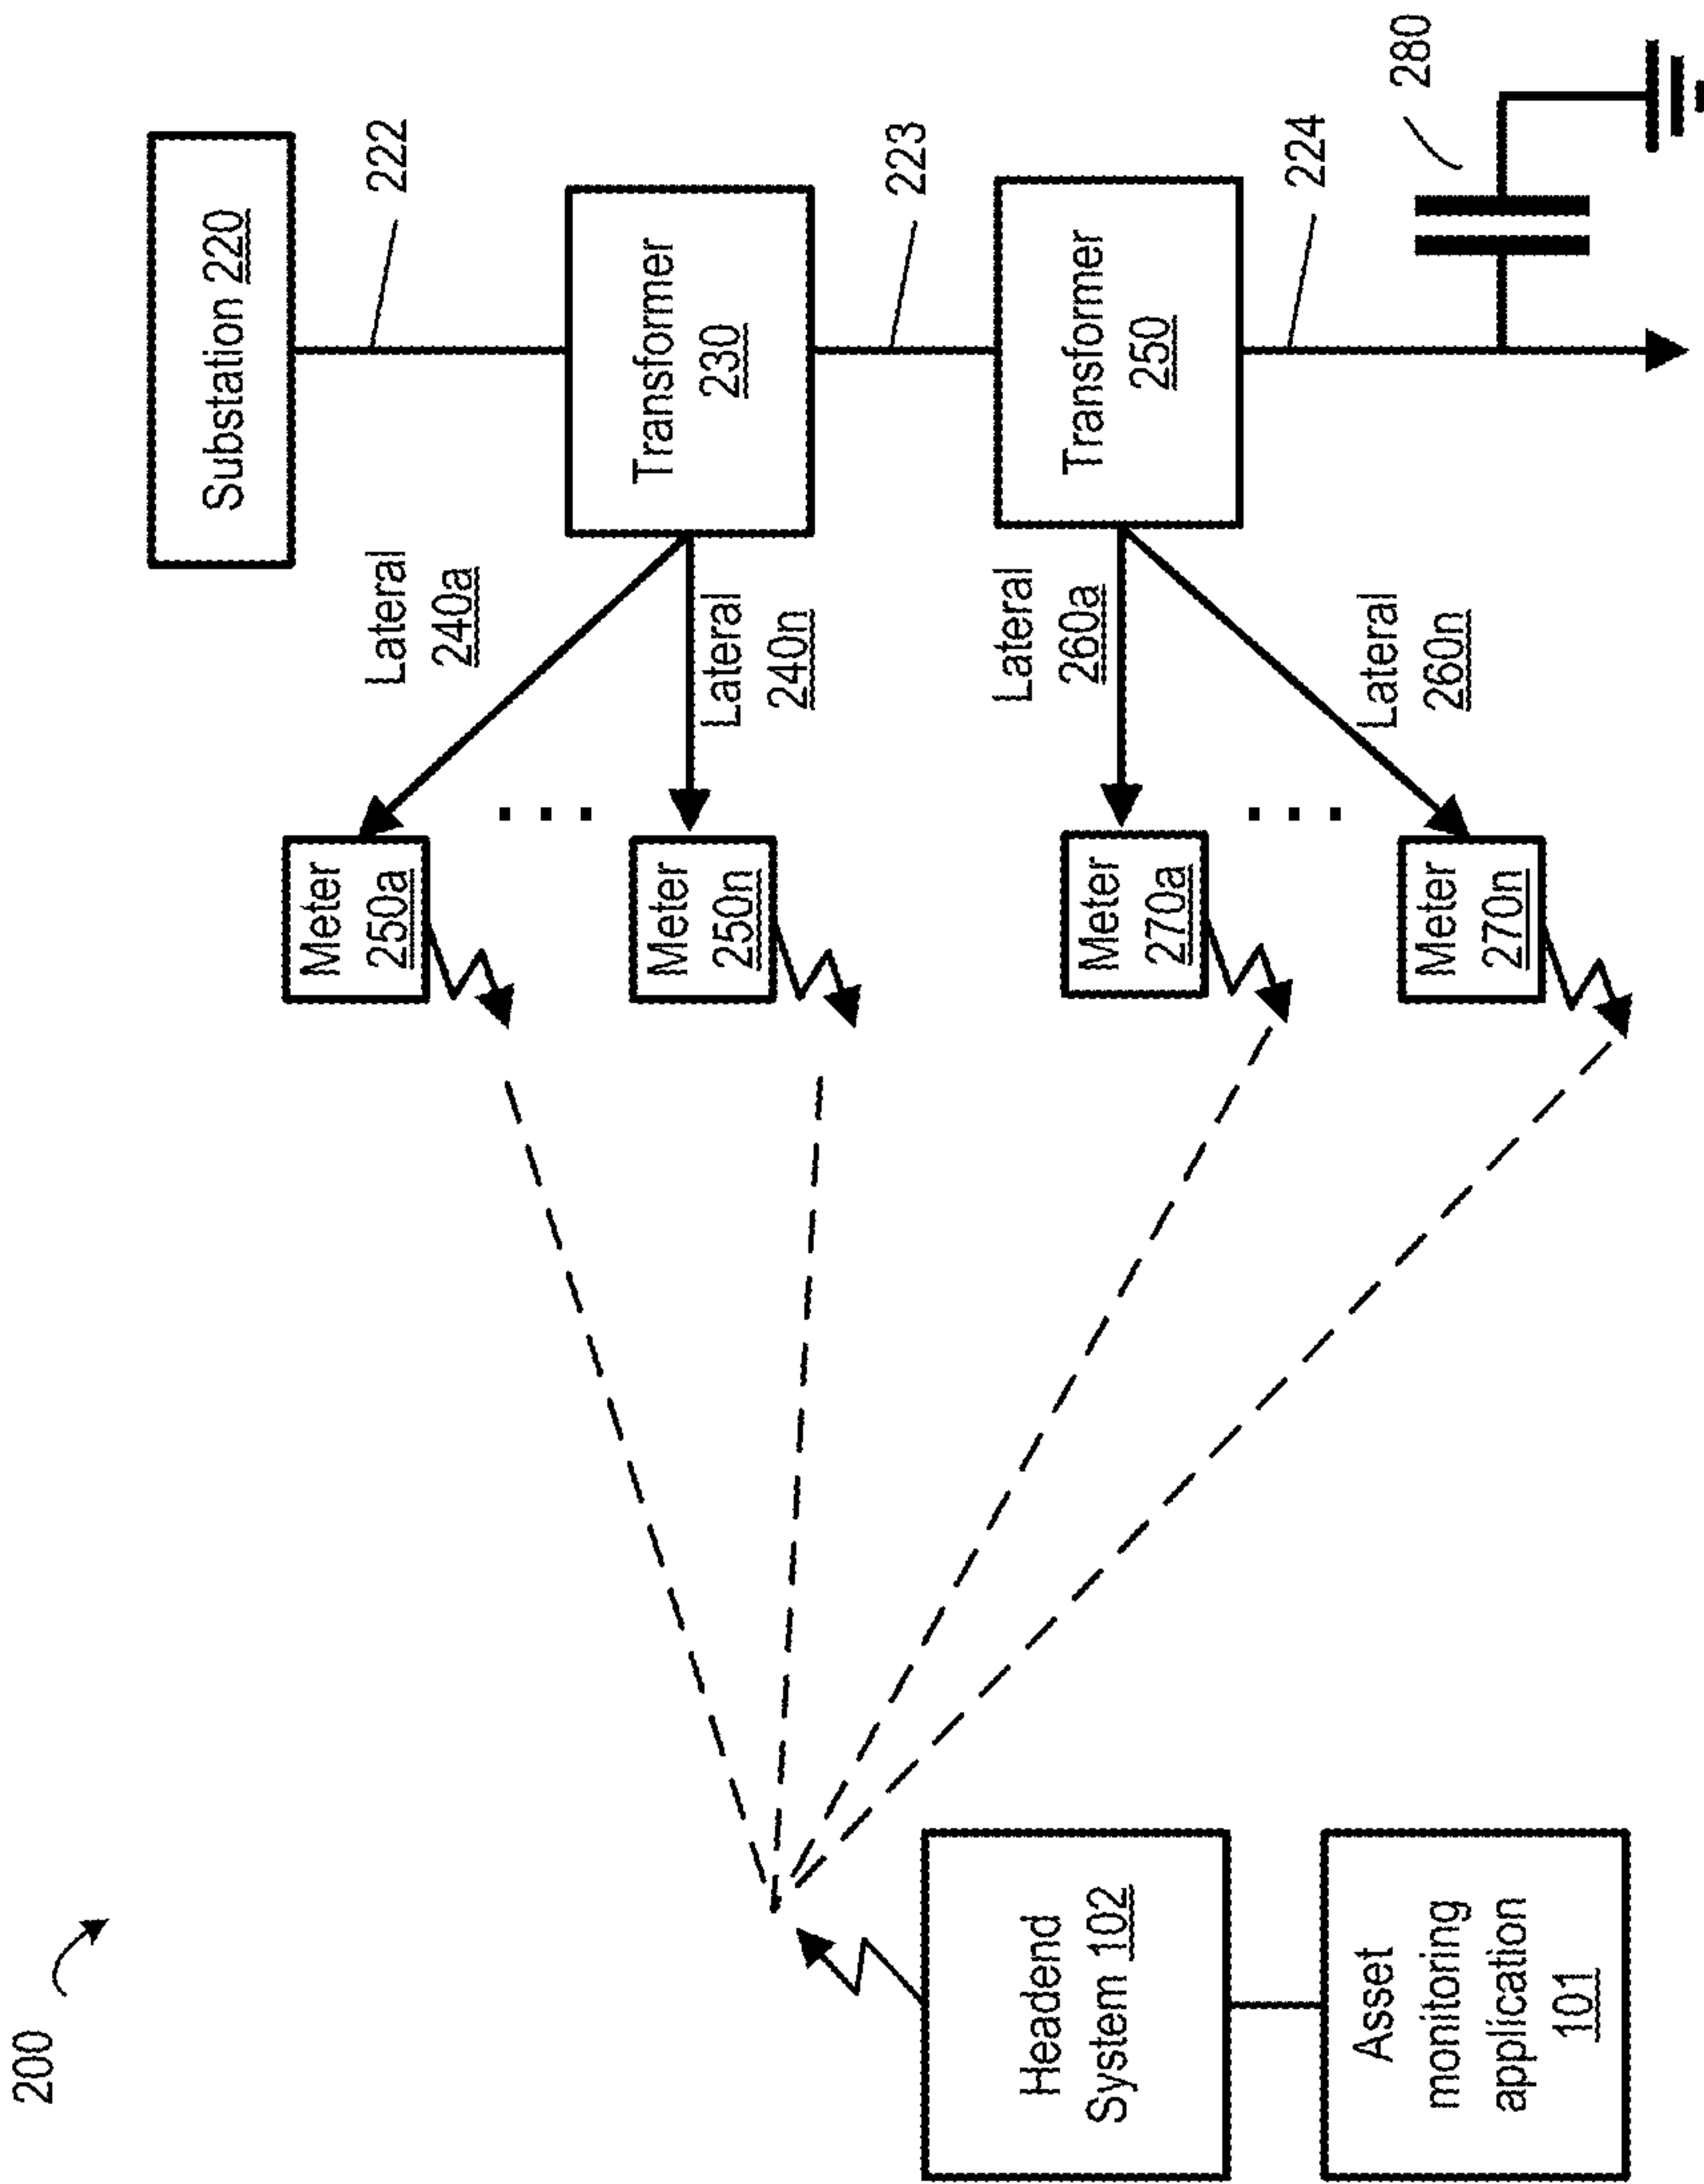 200
Substation 220
222
Transformer
230
223
Transformer
250
224
280
Lateral
240a
Lateral
240n
Lateral
260a
Lateral
260n
Meter
250a
Meter
250n
Meter
270a
Meter
270n
Headend
System 102
Asset
monitoring
application
101